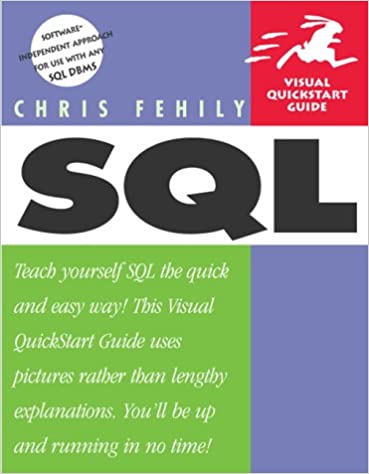 SOFTWARE-
INDEPENDENT APPROACH
FOR USE WITH ANY
SQL DBMS
VISUAL
QUICKSTART
GUIDE
CHRIS FEHILY
SQL
Teach yourself SQL the quick
and easy way! This Visual
QuickStart Guide uses
pictures rather than lengthy
explanations. You'll be up
and running in no time!